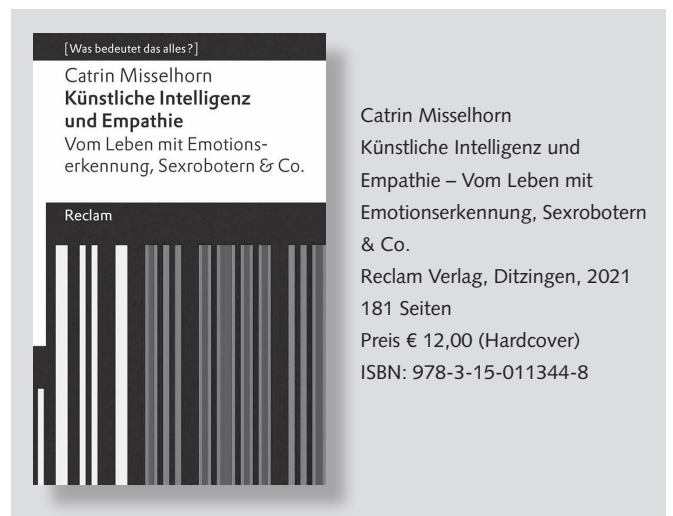 [Was bedeutet das alles?]
Catrin Misselhorn
Künstliche Intelligenz
und Empathie
Vom Leben mit Emotions-
erkennung, Sexrobotern & Co.
Reclam
Catrin Misselhorn
Künstliche Intelligenz und
Empathie – Vom Leben mit
Emotionserkennung, Sexrobotern
& Co.
Reclam Verlag, Ditzingen, 2021
181 Seiten
Preis € 12,00 (Hardcover)
ISBN: 978-3-15-011344-8